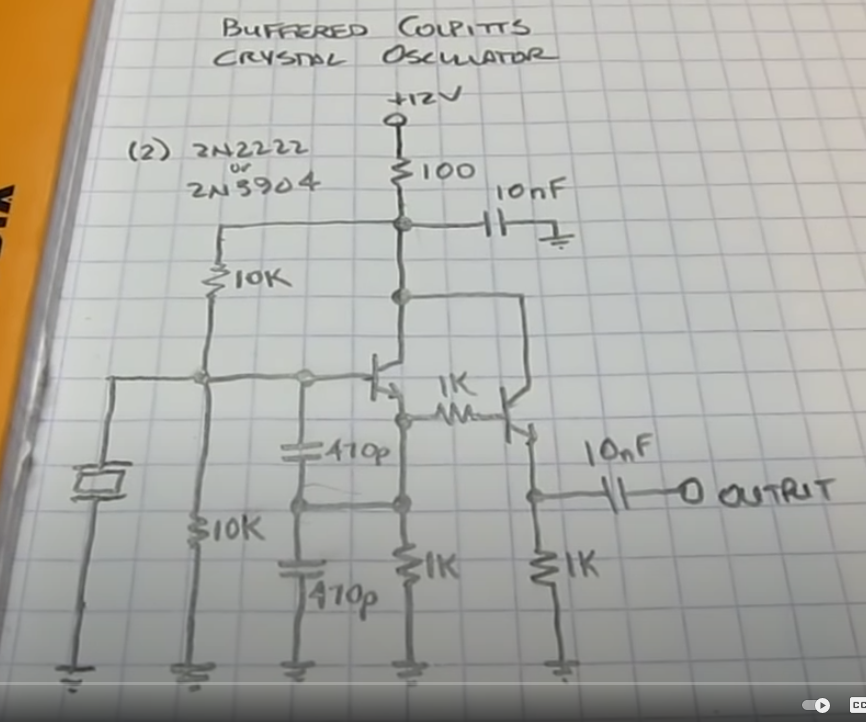 BUFFERED COLPITTS
CRYSTAL OSCILLATOR
+12V
(2) 2N2222
or
2N3904
100
10nF
10K
1K
470p
10nF
OUTPUT
10K
1K
1K
470p
CC